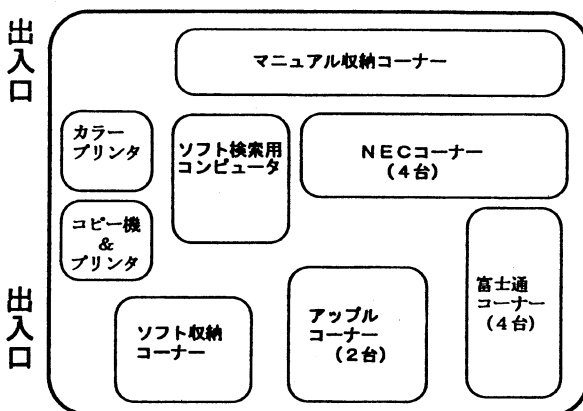 出入口
マニュアル収納コーナー
カラー
プリンタ
ソフト検索用
コンピュータ
NECコーナー
(4台)
コピー機
&
プリンタ
出入口
ソフト収納
コーナー
アップル
コーナー
(2台)
富士通
コーナー
(4台)